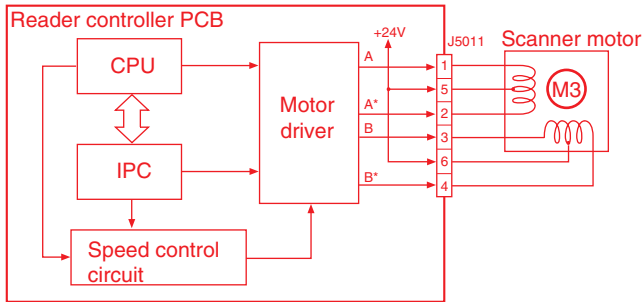 Reader controller PCB
+24V
J5011
Scanner motor
CPU
Motor
driver
A
1
5
A*
2
M3
B
3
IPC
6
B*
4
Speed control
circuit